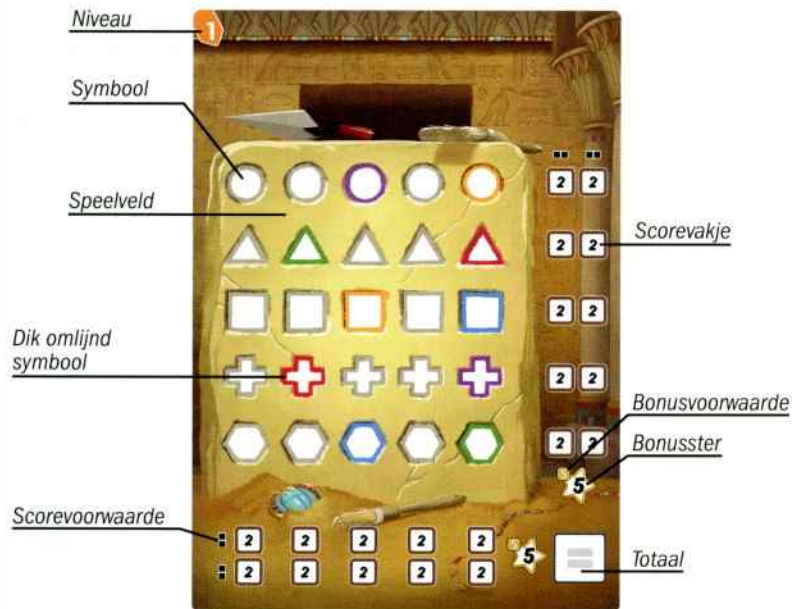 Niveau
1
Symbool
Speelveld
2 2
2 2
Scorevakje
2 2
Dik omlijnd
symbool
2 2
Bonusvoorwaarde
2 2
Bonusster
5
Scorevoorwaarde
2 2 2 2 2
5
=
Totaal
2 2 2 2 2